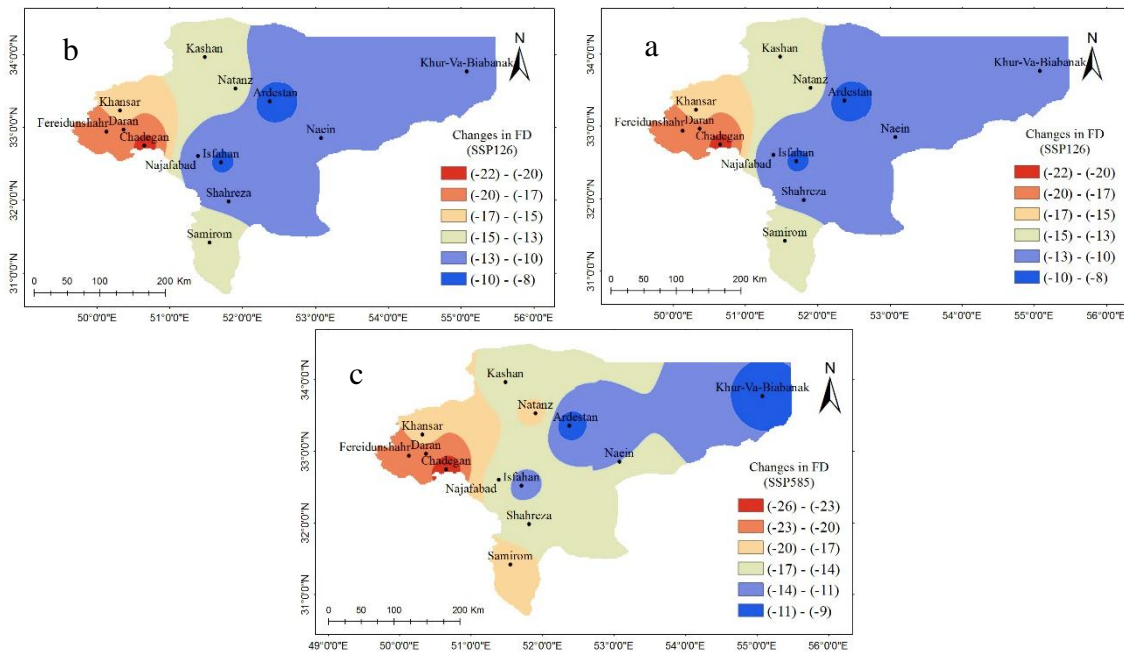 b
34°0'0"N
33°0'0"N
32°0'0"N
31°0'0"N
Kashan
Natanz
Khur-Va-Biabanak
Ardestan
Khansar
Daran
Fereidunshahr
Chadegan
Naein
Isfahan
Najafabad
Shahreza
Samirom
N
Changes in FD
(SSP126)
(-22) - (-20)
(-20) - (-17)
(-17) - (-15)
(-15) - (-13)
(-13) - (-10)
(-10) - (-8)
0 50 100 200 Km
50°0'0"E 51°0'0"E 52°0'0"E 53°0'0"E 54°0'0"E 55°0'0"E 56°0'0"E
a
34°0'0"N
33°0'0"N
32°0'0"N
31°0'0"N
Kashan
Natanz
Khur-Va-Biabanak
Ardestan
Khansar
Daran
Fereidunshahr
Chadegan
Naein
Isfahan
Najafabad
Shahreza
Samirom
N
Changes in FD
(SSP126)
(-22) - (-20)
(-20) - (-17)
(-17) - (-15)
(-15) - (-13)
(-13) - (-10)
(-10) - (-8)
0 50 100 200 Km
50°0'0"E 51°0'0"E 52°0'0"E 53°0'0"E 54°0'0"E 55°0'0"E 56°0'0"E
c
34°0'0"N
33°0'0"N
32°0'0"N
31°0'0"N
Kashan
Natanz
Khur-Va-Biabanak
Ardestan
Khansar
Daran
Fereidunshahr
Chadegan
Naein
Isfahan
Najafabad
Shahreza
Samirom
N
Changes in FD
(SSP585)
(-26) - (-23)
(-23) - (-20)
(-20) - (-17)
(-17) - (-14)
(-14) - (-11)
(-11) - (-9)
0 50 100 200 Km
49°0'0"E 50°0'0"E 51°0'0"E 52°0'0"E 53°0'0"E 54°0'0"E 55°0'0"E 56°0'0"E